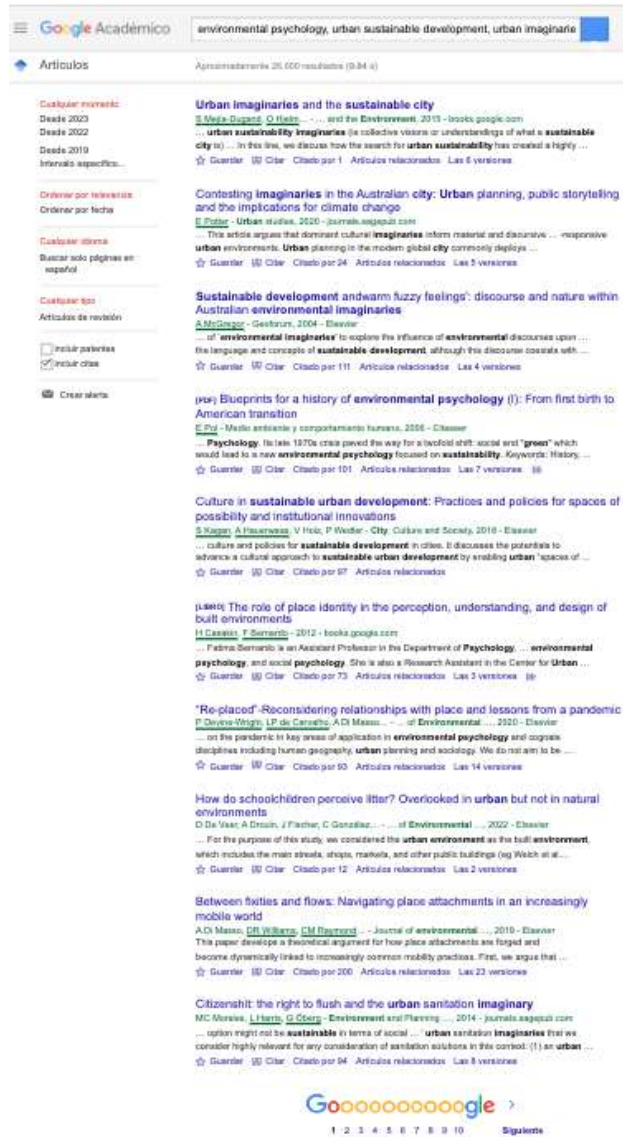 Google Académico
environmental psychology, urban sustainable development, urban imaginarie
Artículos
Aproximadamente 26.600 resultados (0.84 s)
Cualquier momento
Desde 2023
Desde 2022
Desde 2019
Intervalo específico...
Ordenar por relevancia
Ordenar por fecha
Cualquier idioma
Buscar solo páginas en
español
Cualquier tipo
Artículos de revisión
incluir patentes
incluir citas
Crear alerta
Urban imaginaries and the sustainable city
S Mejía-Dugand, O Hjelm... - ... and the Environment, 2015 - books.google.com
... urban sustainability imaginaries (ie collective visions or understandings of what a sustainable
city is) ... In this line, we discuss how the search for urban sustainability has created a highly ...
Guardar Citar Citado por 1 Artículos relacionados Las 6 versiones
Contesting imaginaries in the Australian city: Urban planning, public storytelling
and the implications for climate change
E Potter - Urban studies, 2020 - journals.sagepub.com
... This article argues that dominant cultural imaginaries inform material and discursive ... -responsive
urban environments. Urban planning in the modern global city commonly deploys ...
Guardar Citar Citado por 24 Artículos relacionados Las 5 versiones
Sustainable development andwarm fuzzy feelings': discourse and nature within
Australian environmental imaginaries
A McGregor - Geoforum, 2004 - Elsevier
... of 'environmental imaginaries' to explore the influence of environmental discourses upon ...
the language and concepts of sustainable development, although this discourse coexists with ...
Guardar Citar Citado por 111 Artículos relacionados Las 4 versiones
[PDF] Blueprints for a history of environmental psychology (I): From first birth to
American transition
E Pol - Medio ambiente y comportamiento humano, 2006 - Citeseer
... Psychology. Its late 1970s crisis paved the way for a twofold shift: social and "green" which
would lead to a new environmental psychology focused on sustainability. Keywords: History, ...
Guardar Citar Citado por 101 Artículos relacionados Las 7 versiones
Culture in sustainable urban development: Practices and policies for spaces of
possibility and institutional innovations
S Kagan, A Hauerwaas, V Holz, P Wedler - City, Culture and Society, 2018 - Elsevier
... culture and policies for sustainable development in cities. It discusses the potentials to
advance a cultural approach to sustainable urban development by enabling urban "spaces of ...
Guardar Citar Citado por 97 Artículos relacionados
[LIBRO] The role of place identity in the perception, understanding, and design of
built environments
H Casakin, F Bernardo - 2012 - books.google.com
... Fatima Bernardo is an Assistant Professor in the Department of Psychology, ... environmental
psychology, and social psychology. She is also a Research Assistant in the Center for Urban ...
Guardar Citar Citado por 73 Artículos relacionados Las 3 versiones
"Re-placed"-Reconsidering relationships with place and lessons from a pandemic
P Devine-Wright, LP de Carvalho, A Di Masso... - ... of Environmental ..., 2020 - Elsevier
... on the pandemic in key areas of application in environmental psychology and cognate
disciplines including human geography, urban planning and sociology. We do not aim to be ...
Guardar Citar Citado por 93 Artículos relacionados Las 14 versiones
How do schoolchildren perceive litter? Overlooked in urban but not in natural
environments
D De Veer, A Drouin, J Fischer, C González... - ... of Environmental ..., 2022 - Elsevier
... For the purpose of this study, we considered the urban environment as the built environment,
which includes the main streets, shops, markets, and other public buildings (eg Welch et al...
Guardar Citar Citado por 12 Artículos relacionados Las 2 versiones
Between fixities and flows: Navigating place attachments in an increasingly
mobile world
A Di Masso, DR Williams, CM Raymond... - Journal of environmental ..., 2019 - Elsevier
This paper develops a theoretical argument for how place attachments are forged and
become dynamically linked to increasingly common mobility practices. First, we argue that ...
Guardar Citar Citado por 200 Artículos relacionados Las 23 versiones
Citizenshit: the right to flush and the urban sanitation imaginary
MC Morales, L Harris, G Öberg - Environment and Planning ..., 2014 - journals.sagepub.com
... option might not be sustainable in terms of social ... ' urban sanitation imaginaries that we
consider highly relevant for any consideration of sanitation solutions in this context: (1) an urban ...
Guardar Citar Citado por 94 Artículos relacionados Las 8 versiones
Goooooooooogle >
1 2 3 4 5 6 7 8 9 10 Siguiente